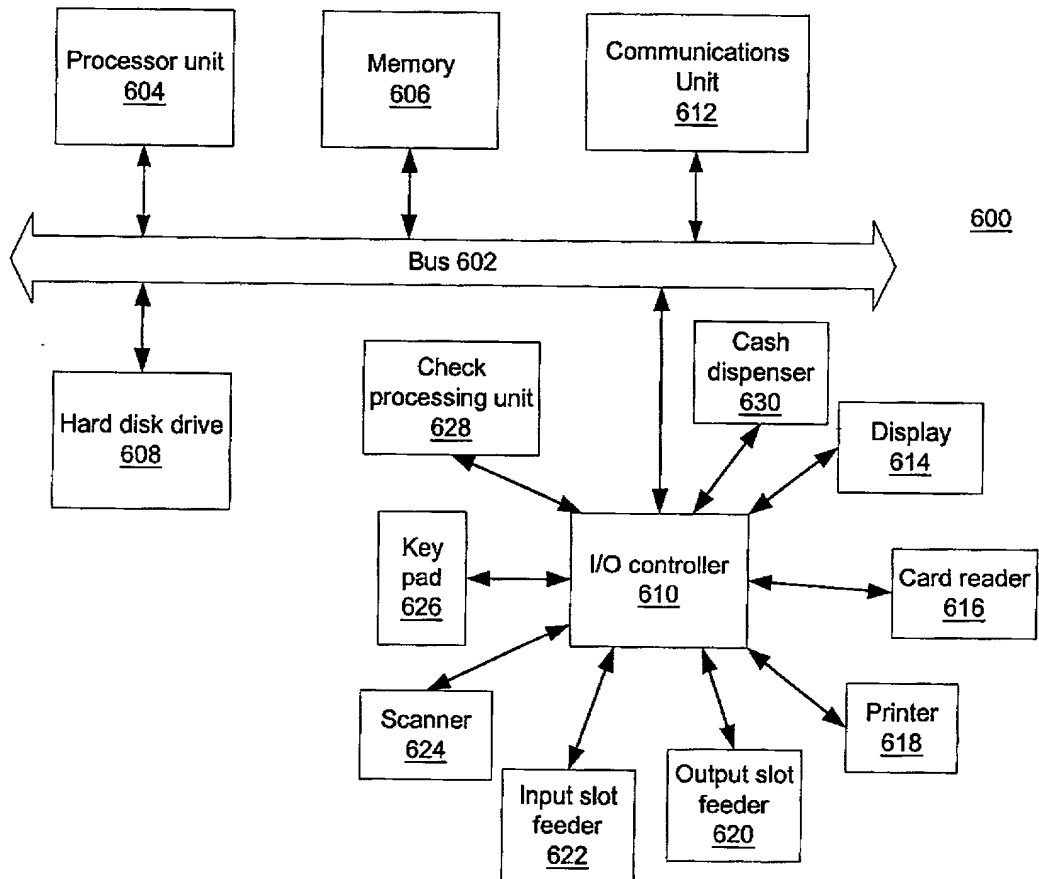 Processor unit
604
Memory
606
Communications
Unit
612
600
Bus 602
Hard disk drive
608
Check
processing unit
628
Cash
dispenser
630
Display
614
Key
pad
626
I/O controller
610
Card reader
616
Scanner
624
Input slot
feeder
622
Output slot
feeder
620
Printer
618